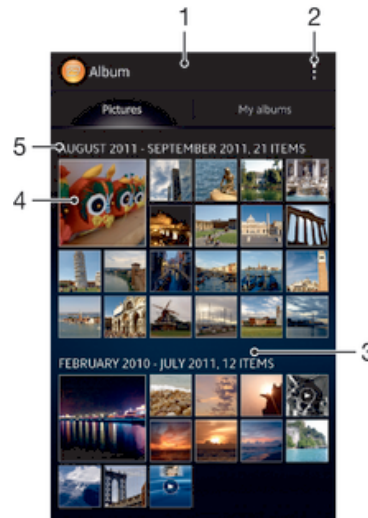 1
2
Album
Pictures
My albums
5
AUGUST 2011 - SEPTEMBER 2011, 21 ITEMS
4
3
FEBRUARY 2010 - JULY 2011, 12 ITEMS